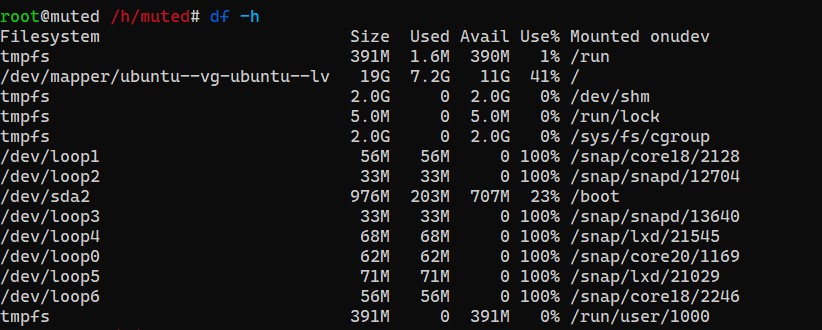 root@muted /h/muted# df -h
Filesystem Size Used Avail Use% Mounted onudev
tmpfs 391M 1.6M 390M 1% /run
/dev/mapper/ubuntu--vg-ubuntu--lv 19G 7.2G 11G 41% /
tmpfs 2.0G 0 2.0G 0% /dev/shm
tmpfs 5.0M 0 5.0M 0% /run/lock
tmpfs 2.0G 0 2.0G 0% /sys/fs/cgroup
/dev/loop1 56M 56M 0 100% /snap/core18/2128
/dev/loop2 33M 33M 0 100% /snap/snapd/12704
/dev/sda2 976M 203M 707M 23% /boot
/dev/loop3 33M 33M 0 100% /snap/snapd/13640
/dev/loop4 68M 68M 0 100% /snap/lxd/21545
/dev/loop0 62M 62M 0 100% /snap/core20/1169
/dev/loop5 71M 71M 0 100% /snap/lxd/21029
/dev/loop6 56M 56M 0 100% /snap/core18/2246
tmpfs 391M 0 391M 0% /run/user/1000